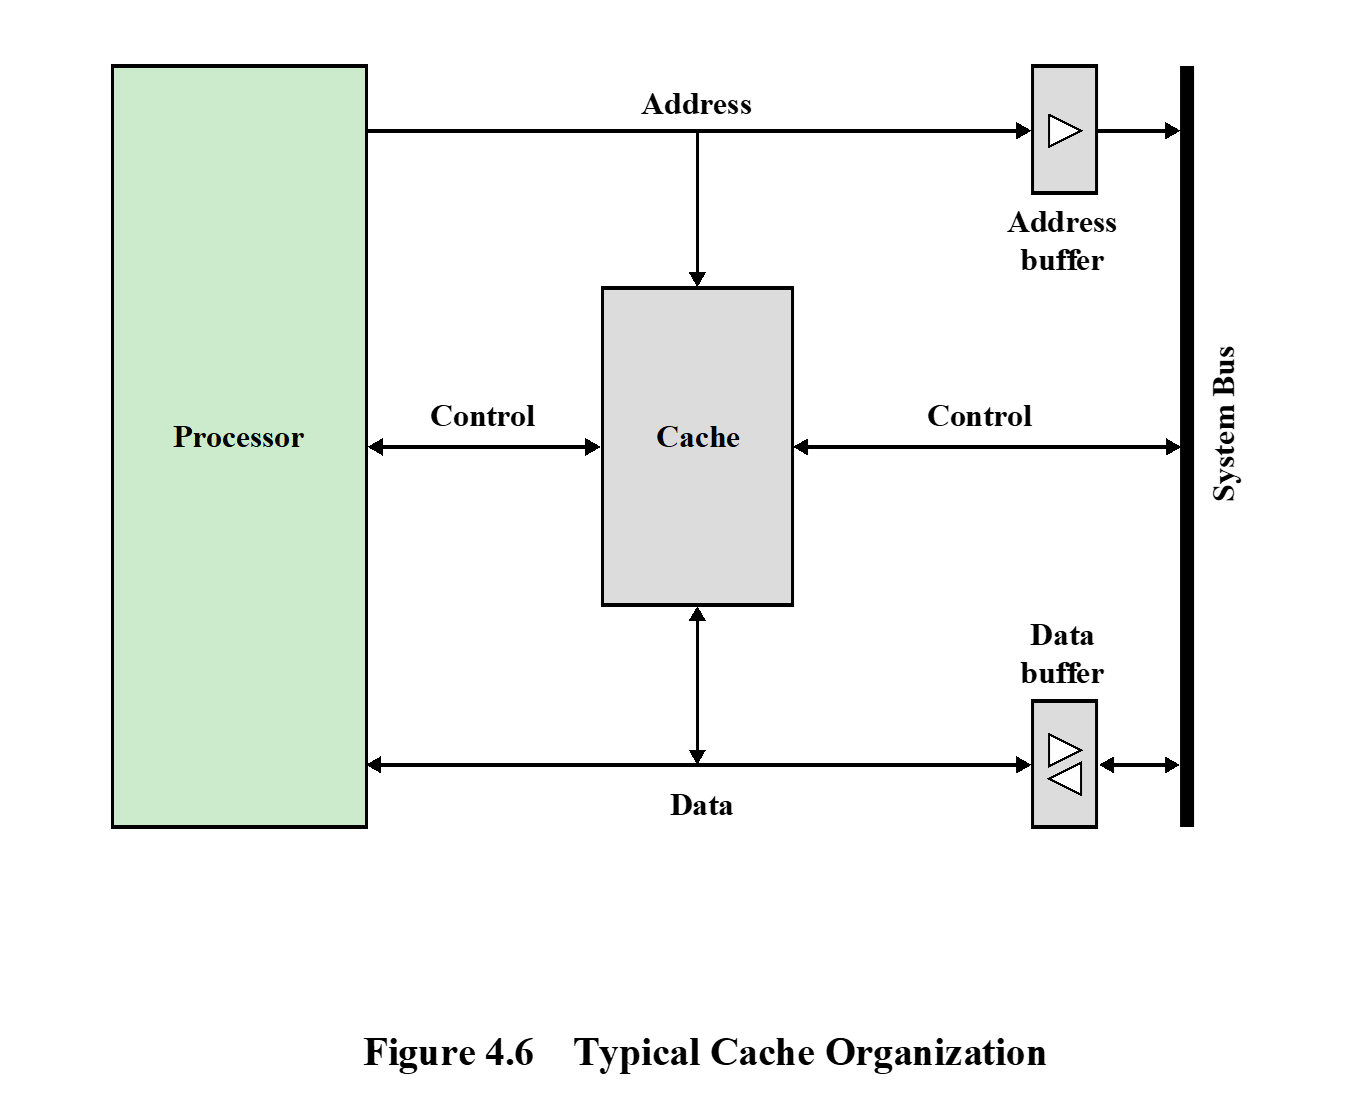 Address
Address
buffer
Processor
Control
Cache
Control
System Bus
Data
buffer
Data
Figure 4.6 Typical Cache Organization